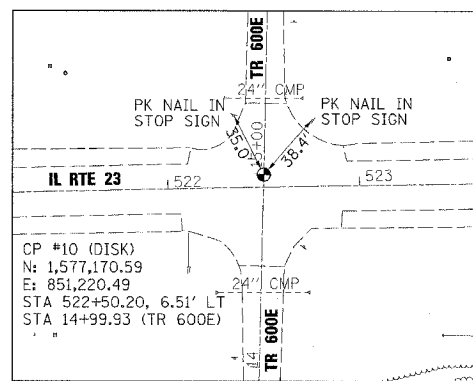 TR 600E
24" CMP
PK NAIL IN
STOP SIGN
PK NAIL IN
STOP SIGN
35.0'
15+00
38.4'
IL RTE 23
522
523
CP #10 (DISK)
N: 1,577,170.59
E: 851,220.49
STA 522+50.20, 6.51' LT
STA 14+99.93 (TR 600E)
24" CMP
TR 600E
14